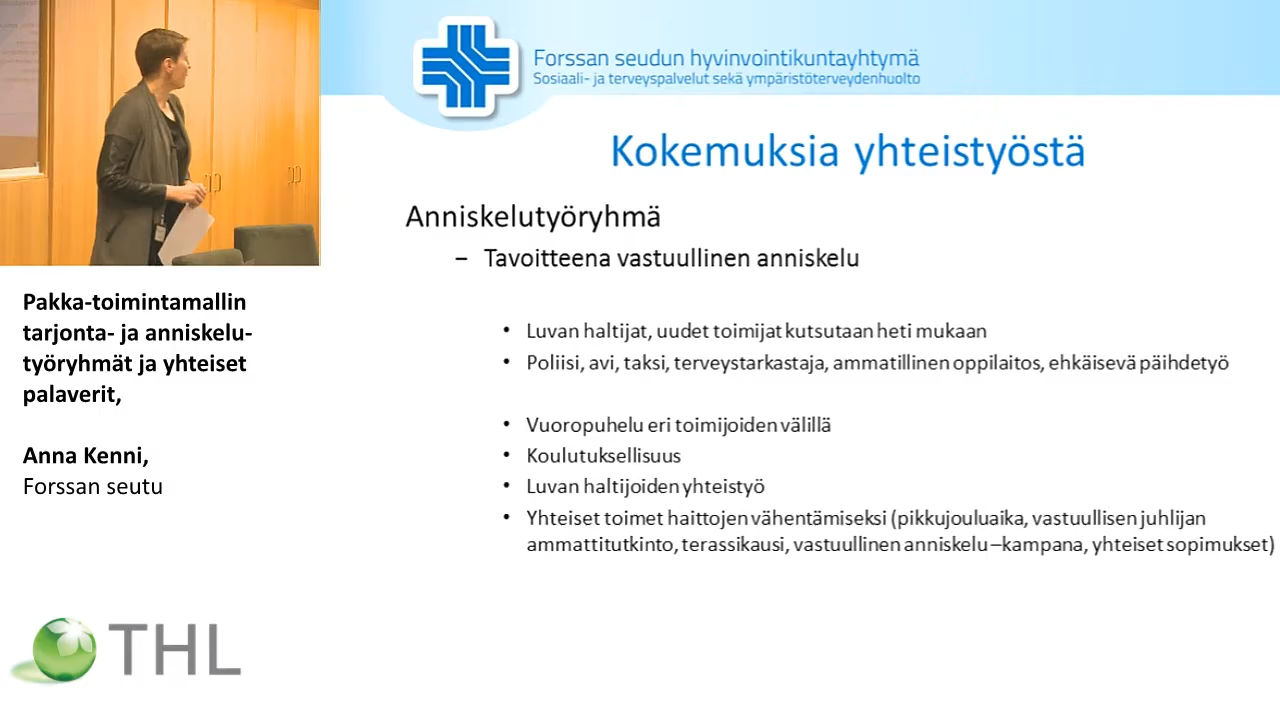 Forssan seudun hyvinvointikuntayhtymä
Sosiaali- ja terveyspalvelut sekä ympäristöterveydenhuolto
Kokemuksia yhteistyöstä
Anniskelutyöryhmä
– Tavoitteena vastuullinen anniskelu
• Luvan haltijat, uudet toimijat kutsutaan heti mukaan
• Poliisi, avi, taksi, terveystarkastaja, ammatillinen oppilaitos, ehkäisevä päihdetyö
• Vuoropuhelu eri toimijoiden välillä
• Koulutuksellisuus
• Luvan haltijoiden yhteistyö
• Yhteiset toimet haittojen vähentämiseksi (pikkujouluaika, vastuullisen juhlijan
ammattitutkinto, terassikausi, vastuullinen anniskelu –kampana, yhteiset sopimukset)
Pakka-toimintamallin
tarjonta- ja anniskelu-
työryhmät ja yhteiset
palaverit,
Anna Kenni,
Forssan seutu
THL